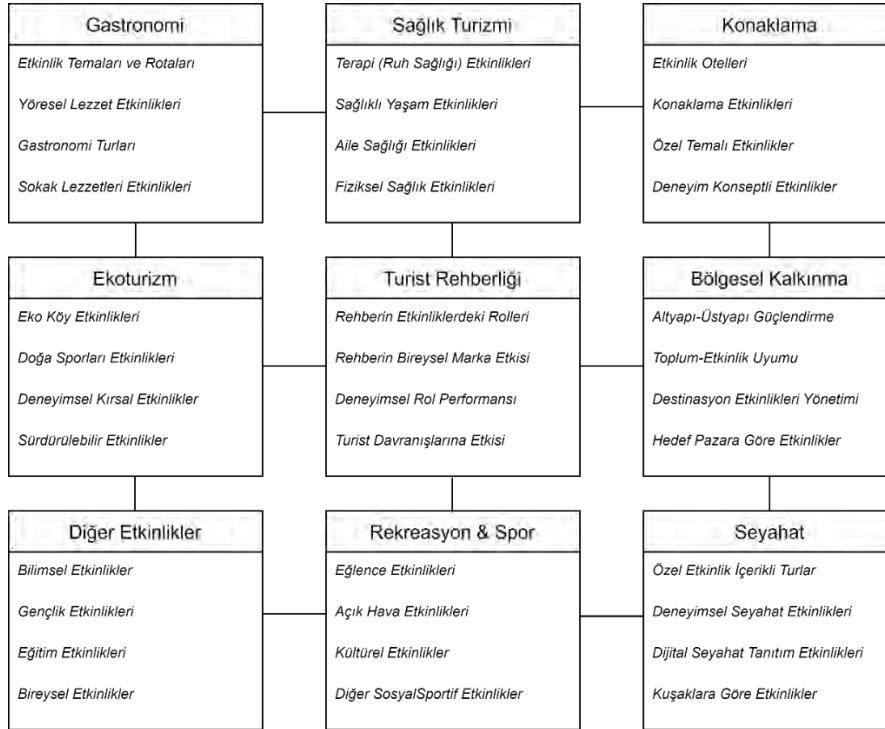 Gastronomi
Etkinlik Temaları ve Rotaları
Yöresel Lezzet Etkinlikleri
Gastronomi Turları
Sokak Lezzetleri Etkinlikleri
Sağlık Turizmi
Terapi (Ruh Sağlığı) Etkinlikleri
Sağlıklı Yaşam Etkinlikleri
Aile Sağlığı Etkinlikleri
Fiziksel Sağlık Etkinlikleri
Konaklama
Etkinlik Otelleri
Konaklama Etkinlikleri
Özel Temalı Etkinlikler
Deneyim Konseptli Etkinlikler
Ekoturizm
Eko Köy Etkinlikleri
Doğa Sporları Etkinlikleri
Deneyimsel Kırsal Etkinlikler
Sürdürülebilir Etkinlikler
Turist Rehberliği
Rehberin Etkinliklerdeki Rolleri
Rehberin Bireysel Marka Etkisi
Deneyimsel Rol Performansı
Turist Davranışlarına Etkisi
Bölgesel Kalkınma
Altyapı-Üstyapı Güçlendirme
Toplum-Etkinlik Uyumu
Destinasyon Etkinlikleri Yönetimi
Hedef Pazara Göre Etkinlikler
Diğer Etkinlikler
Bilimsel Etkinlikler
Gençlik Etkinlikleri
Eğitim Etkinlikleri
Bireysel Etkinlikler
Rekreasyon & Spor
Eğlence Etkinlikleri
Açık Hava Etkinlikleri
Kültürel Etkinlikler
Diğer SosyalSportif Etkinlikler
Seyahat
Özel Etkinlik İçerikli Turlar
Deneyimsel Seyahat Etkinlikleri
Dijital Seyahat Tanıtım Etkinlikleri
Kuşaklara Göre Etkinlikler